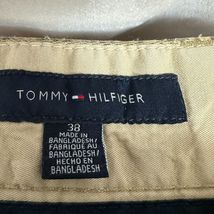 TOMMY HILFIGER
38
MADE IN
BANGLADESH/
FABRIQUÉ AU
BANGLADESH/
HECHO EN
BANGLADESH